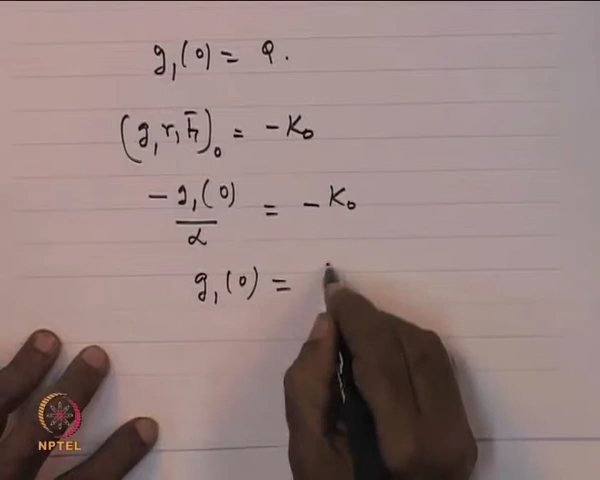 g₁(0) = φ.
(g₁ r₁ h̄)₀ = - K₀
- g₁(0) / α = - K₀
g₁(0) =
NPTEL